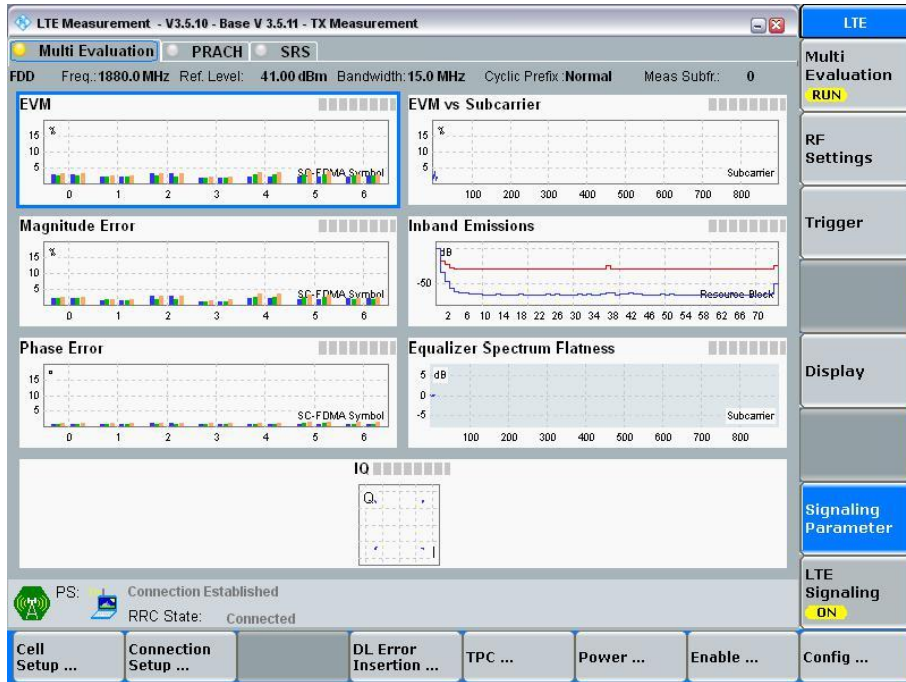 LTE Measurement - V3.5.10 - Base V 3.5.11 - TX Measurement
LTE
Multi Evaluation PRACH SRS
FDD Freq.: 1880.0 MHz Ref. Level: 41.00 dBm Bandwidth: 15.0 MHz Cyclic Prefix : Normal Meas Subfr.: 0
Multi
Evaluation
RUN
EVM
%
15
10
5
SC-FDMA Symbol
0 1 2 3 4 5 6
EVM vs Subcarrier
%
15
10
5
Subcarrier
100 200 300 400 500 600 700 800
RF
Settings
Magnitude Error
%
15
10
5
SC-FDMA Symbol
0 1 2 3 4 5 6
Inband Emissions
dB
-50
Resource Block
2 6 10 14 18 22 26 30 34 38 42 46 50 54 58 62 66 70
Trigger
Phase Error
°
15
10
5
SC-FDMA Symbol
0 1 2 3 4 5 6
Equalizer Spectrum Flatness
5 dB
0
-5
Subcarrier
100 200 300 400 500 600 700 800
Display
IQ
Q
I
Signaling
Parameter
PS: Connection Established
RRC State: Connected
LTE
Signaling
ON
Cell
Setup ...
Connection
Setup ...
DL Error
Insertion ...
TPC ...
Power ...
Enable ...
Config ...